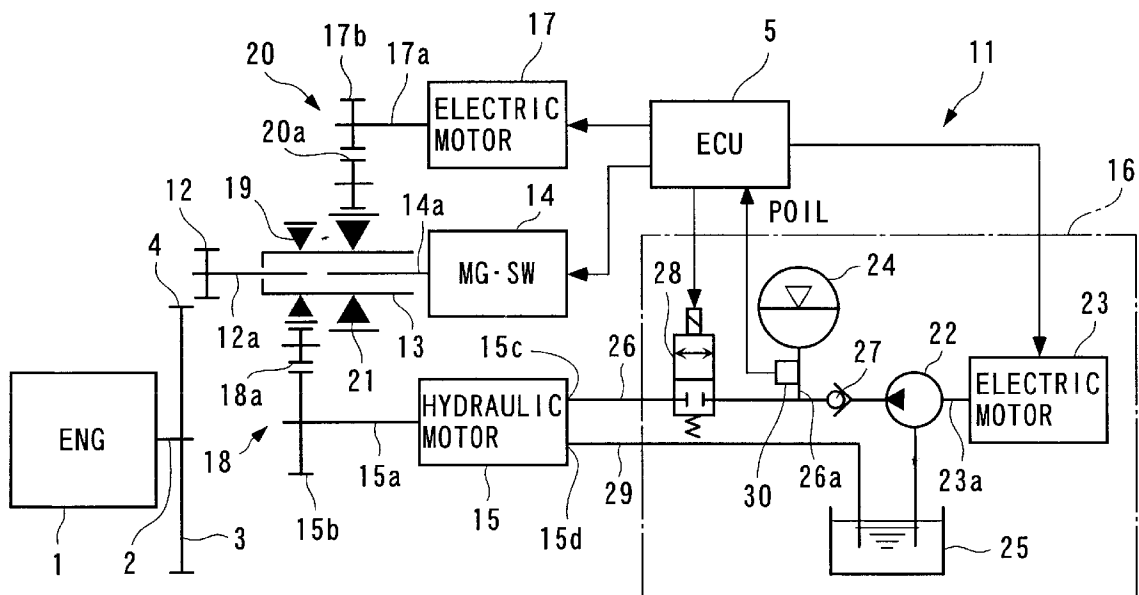 17b
17
5
20
17a
11
ELECTRIC
MOTOR
ECU
20a
16
12
19
14a
14
POIL
4
24
MG-SW
28
23
12a
13
15c
26
22
18a
21
27
HYDRAULIC
MOTOR
ELECTRIC
MOTOR
ENG
18
15a
29
30
26a
23a
1
2
3
15b
15
15d
25